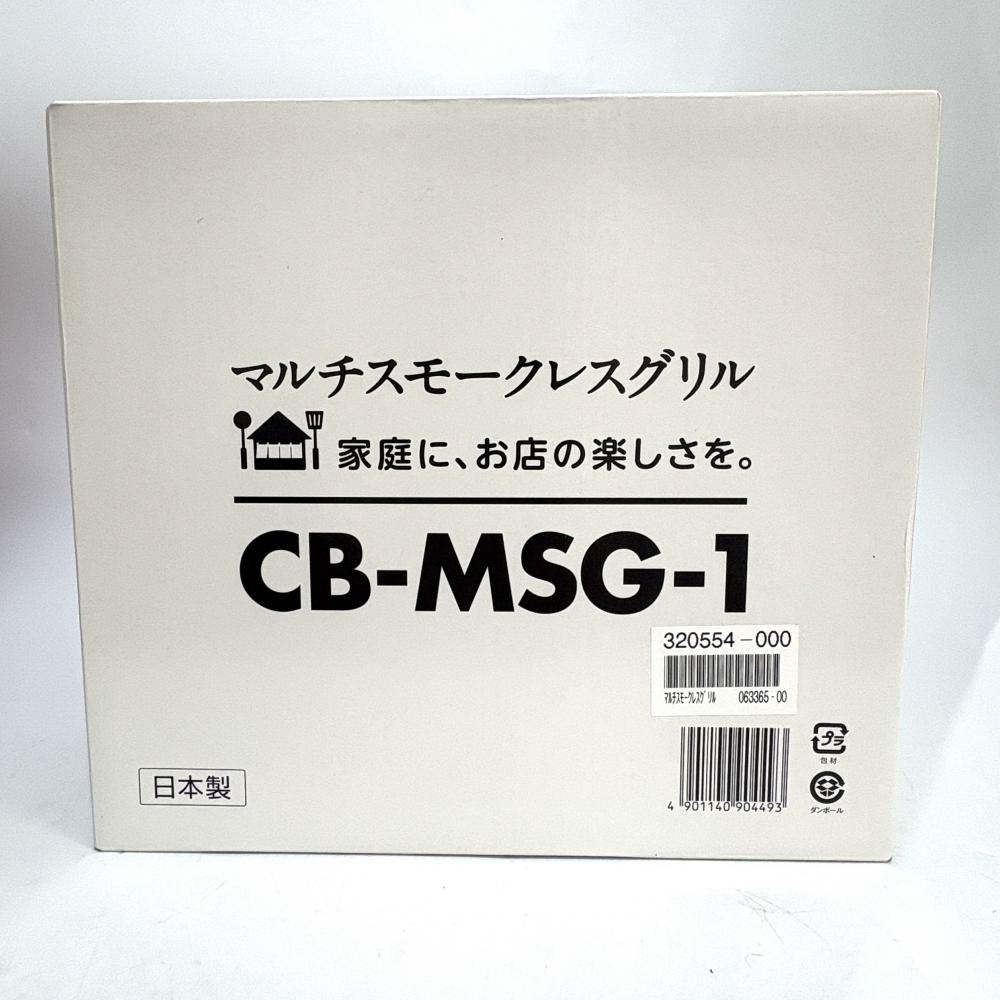 マルチスモークレスグリル
家庭に、お店の楽しさを。
CB-MSG-1
320554-000
ﾏﾙﾁｽﾓｰｸﾚｽｸﾞﾘﾙ 063365-00
日本製
4 901140 904493
プラ
包材
ダンボール